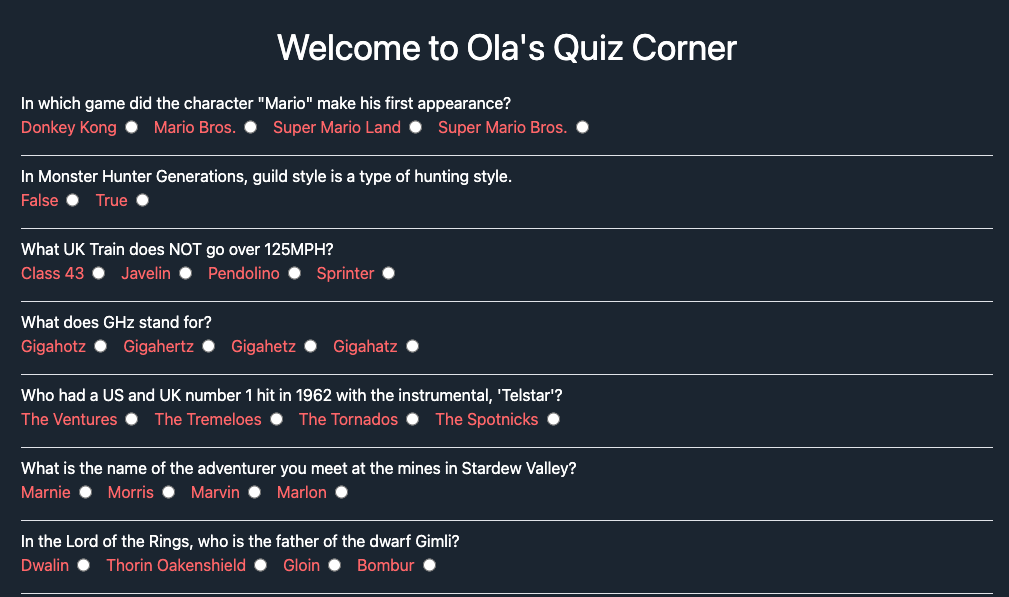 Welcome to Ola's Quiz Corner
In which game did the character "Mario" make his first appearance?
Donkey Kong Mario Bros. Super Mario Land Super Mario Bros.
In Monster Hunter Generations, guild style is a type of hunting style.
False True
What UK Train does NOT go over 125MPH?
Class 43 Javelin Pendolino Sprinter
What does GHz stand for?
Gigahotz Gigahertz Gigahetz Gigahatz
Who had a US and UK number 1 hit in 1962 with the instrumental, 'Telstar'?
The Ventures The Tremeloes The Tornados The Spotnicks
What is the name of the adventurer you meet at the mines in Stardew Valley?
Marnie Morris Marvin Marlon
In the Lord of the Rings, who is the father of the dwarf Gimli?
Dwalin Thorin Oakenshield Gloin Bombur